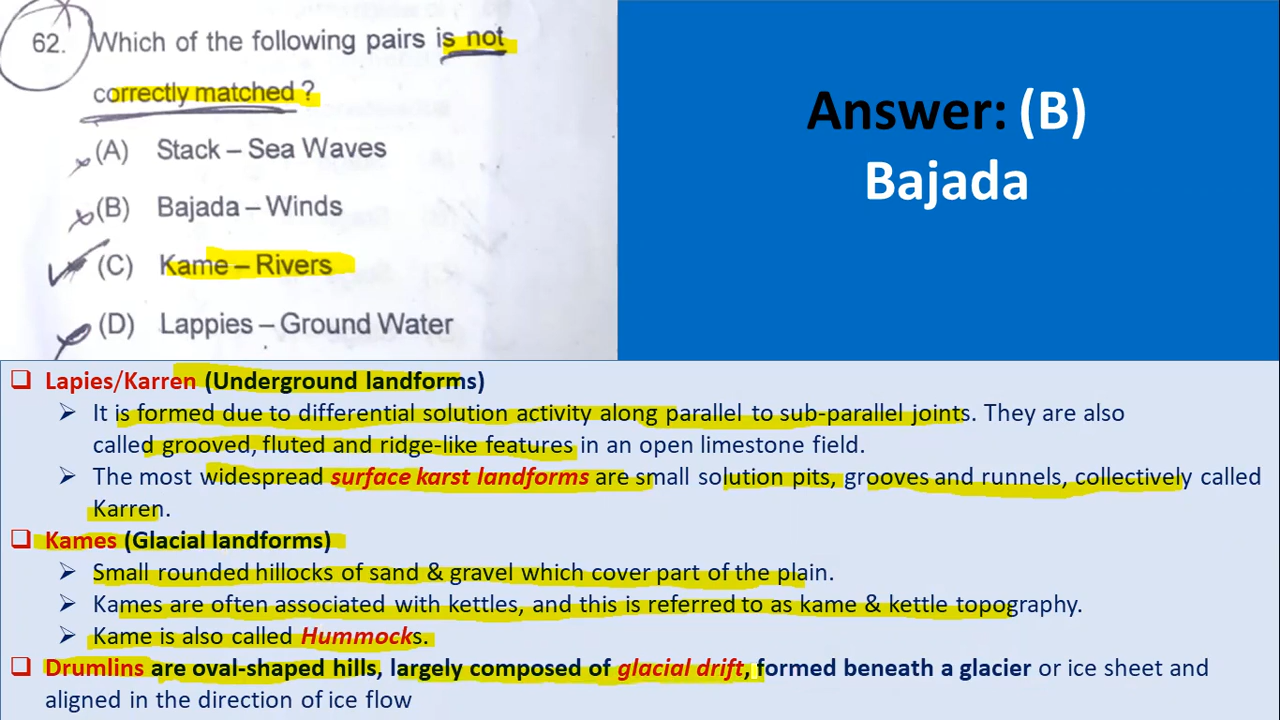 62. Which of the following pairs is not
correctly matched ?
(A) Stack – Sea Waves
(B) Bajada – Winds
(C) Kame – Rivers
(D) Lappies – Ground Water
Answer: (B)
Bajada
❑ Lapies/Karren (Underground landforms)
➢ It is formed due to differential solution activity along parallel to sub-parallel joints. They are also
called grooved, fluted and ridge-like features in an open limestone field.
➢ The most widespread surface karst landforms are small solution pits, grooves and runnels, collectively called
Karren.
❑ Kames (Glacial landforms)
➢ Small rounded hillocks of sand & gravel which cover part of the plain.
➢ Kames are often associated with kettles, and this is referred to as kame & kettle topography.
➢ Kame is also called Hummocks.
❑ Drumlins are oval-shaped hills, largely composed of glacial drift, formed beneath a glacier or ice sheet and
aligned in the direction of ice flow